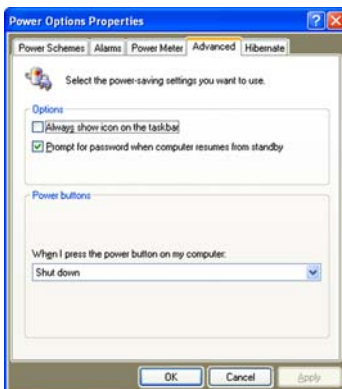 Power Options Properties
Power Schemes Alarms Power Meter Advanced Hibernate
Select the power-saving settings you want to use.
Options
Always show icon on the taskbar
Prompt for password when computer resumes from standby
Power buttons
When I press the power button on my computer:
Shut down
OK Cancel Apply